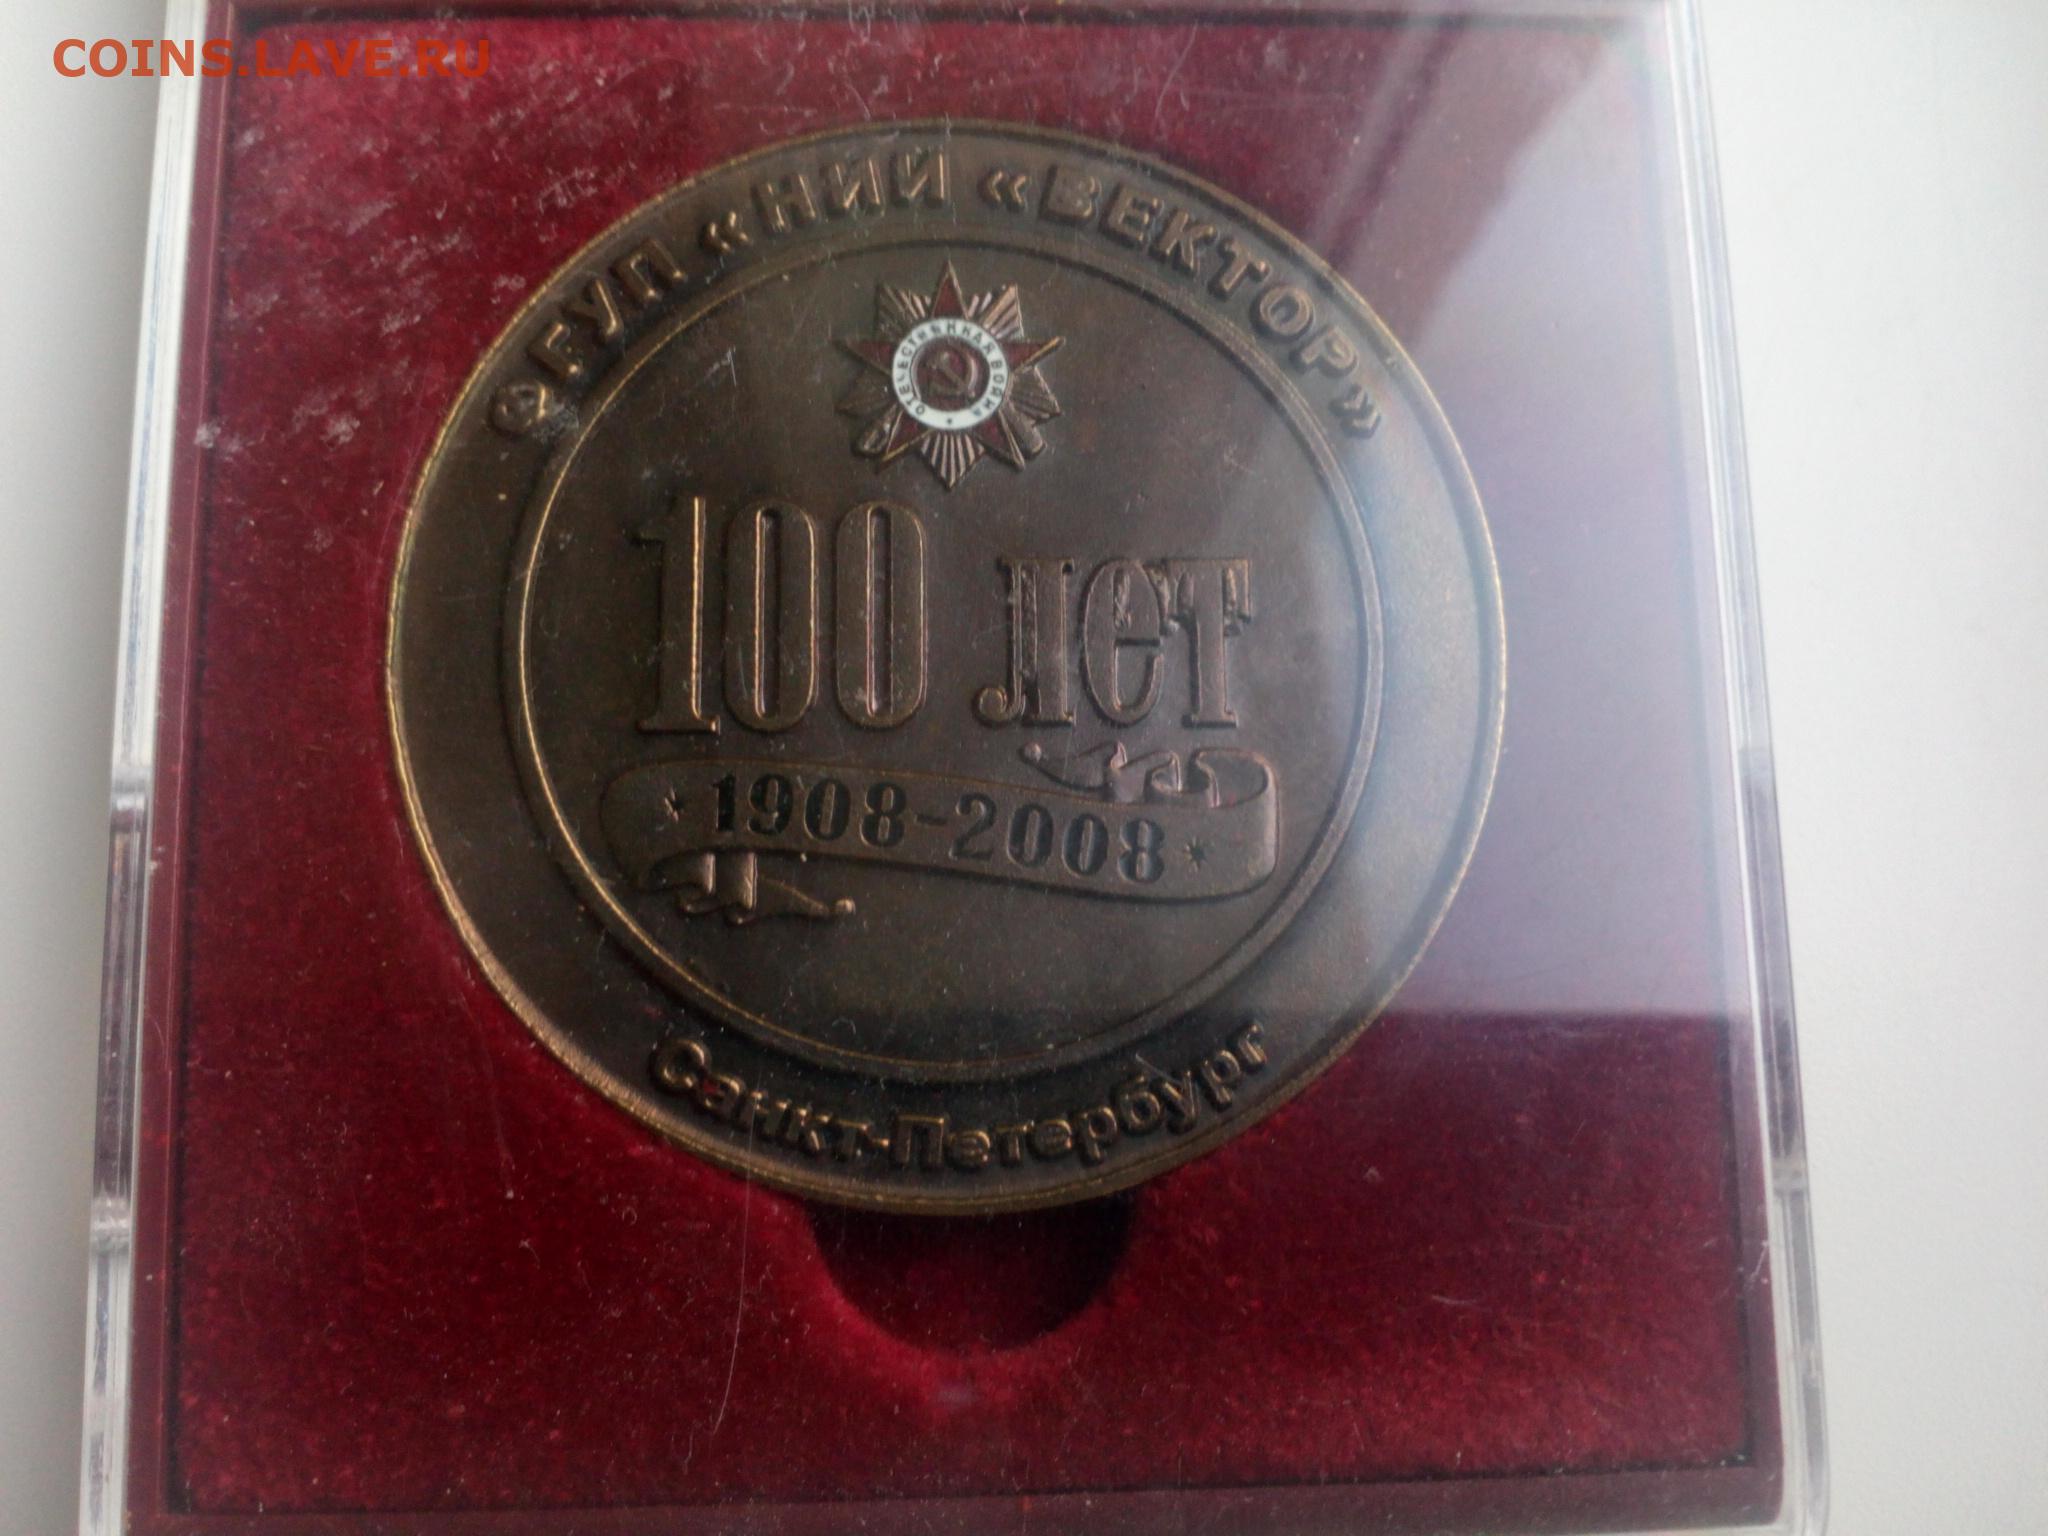 COINS.LAVE.RU
ФГУП «НИИ «ВЕКТОР»
ОТЕЧЕСТВЕННАЯ ВОЙНА
100 лет
1908-2008
Санкт-Петербург